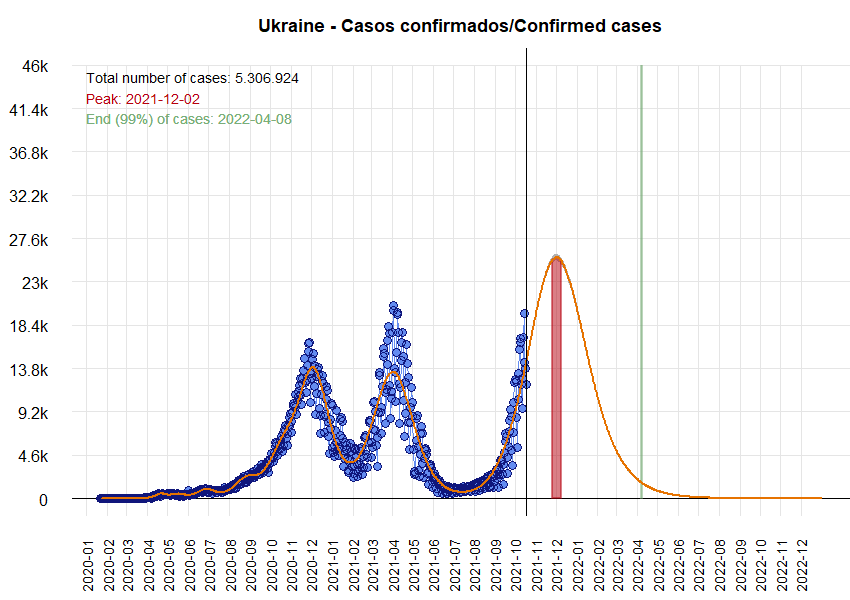 Ukraine - Casos confirmados/Confirmed cases
Total number of cases: 5.306.924
Peak: 2021-12-02
End (99%) of cases: 2022-04-08
46k
41.4k
36.8k
32.2k
27.6k
23k
18.4k
13.8k
9.2k
4.6k
0
2020-01
2020-02
2020-03
2020-04
2020-05
2020-06
2020-07
2020-08
2020-09
2020-10
2020-11
2020-12
2021-01
2021-02
2021-03
2021-04
2021-05
2021-06
2021-07
2021-08
2021-09
2021-10
2021-11
2021-12
2022-01
2022-02
2022-03
2022-04
2022-05
2022-06
2022-07
2022-08
2022-09
2022-10
2022-11
2022-12